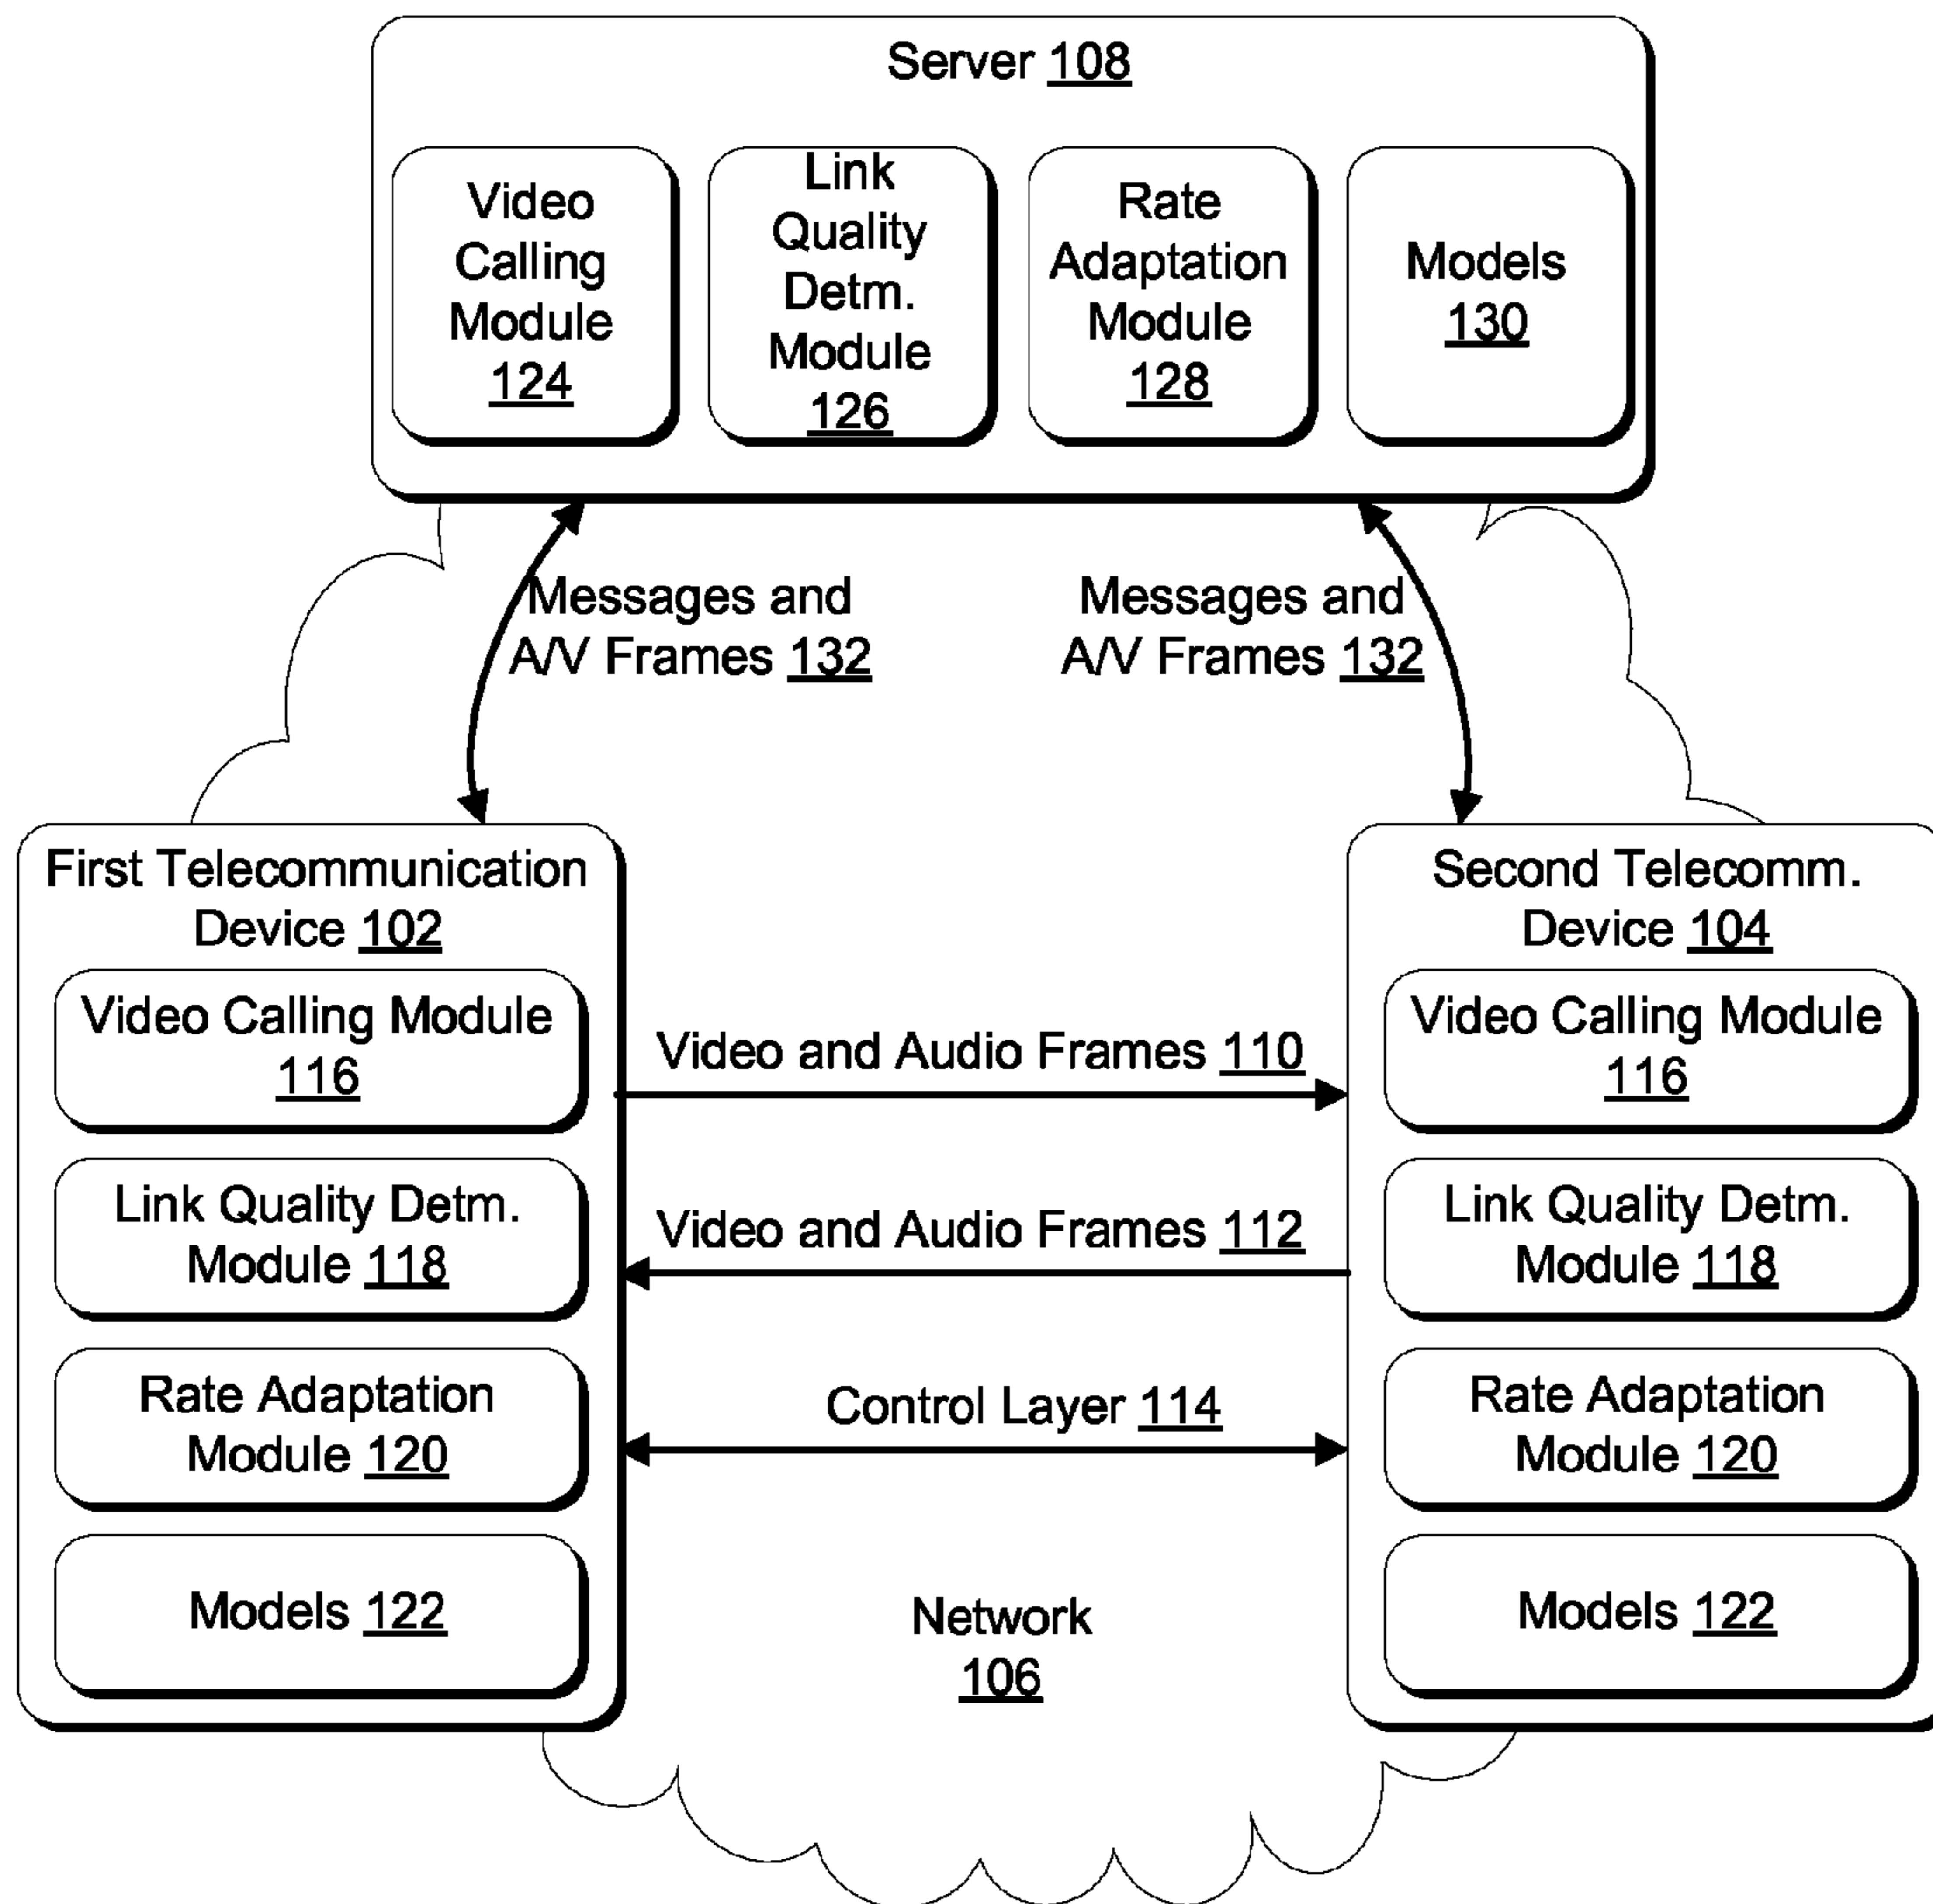 Server 108
Video
Calling
Module
124
Link
Quality
Detm.
Module
126
Rate
Adaptation
Module
128
Models
130
Messages and
A/V Frames 132
Messages and
A/V Frames 132
First Telecommunication
Device 102
Video Calling Module
116
Link Quality Detm.
Module 118
Rate Adaptation
Module 120
Models 122
Video and Audio Frames 110
Video and Audio Frames 112
Control Layer 114
Network
106
Second Telecomm.
Device 104
Video Calling Module
116
Link Quality Detm.
Module 118
Rate Adaptation
Module 120
Models 122